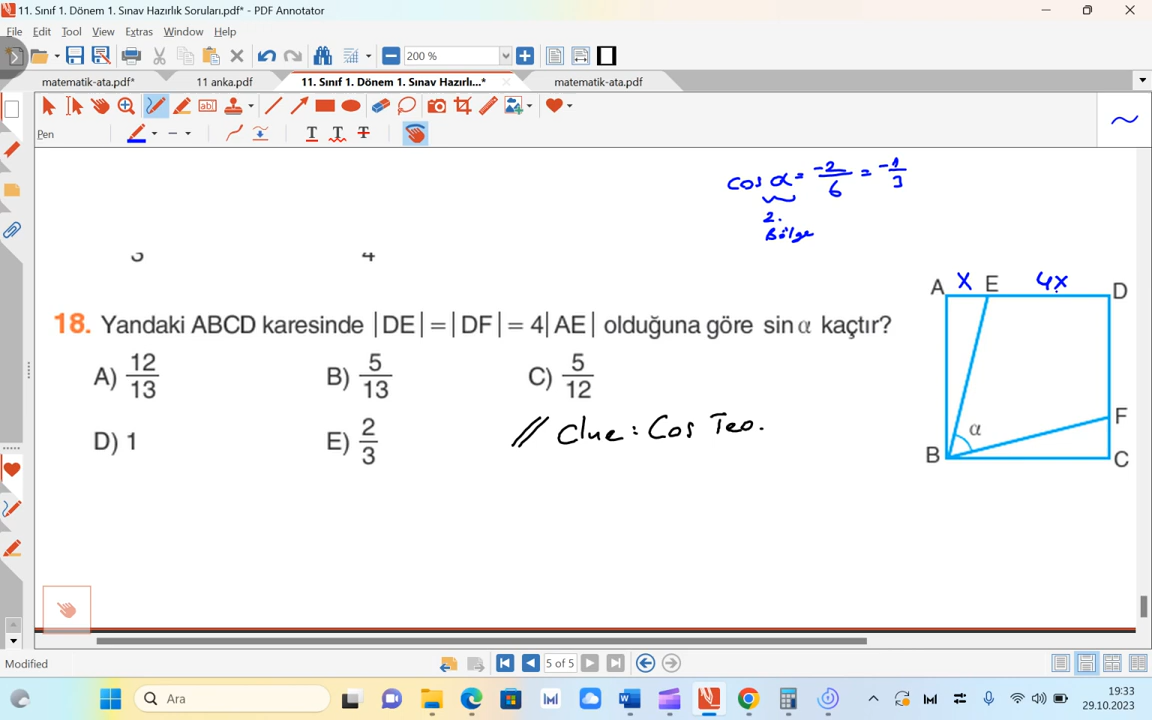 11. Sınıf 1. Dönem 1. Sınav Hazırlık Soruları.pdf* - PDF Annotator
File Edit Tool View Extras Window Help
200 %
matematik-ata.pdf* 11 anka.pdf 11. Sınıf 1. Dönem 1. Sınav Hazırlı...* matematik-ata.pdf
Pen
cos α = -2/6 = -1/3
2.
Bölge
3 4
A x E 4x D
18. Yandaki ABCD karesinde |DE| = |DF| = 4|AE| olduğuna göre sin α kaçtır?
A) 12/13 B) 5/13 C) 5/12
D) 1 E) 2/3
// Clue : Cos Teo.
α
F
B C
5 of 5
Modified
Ara
19:33
29.10.2023